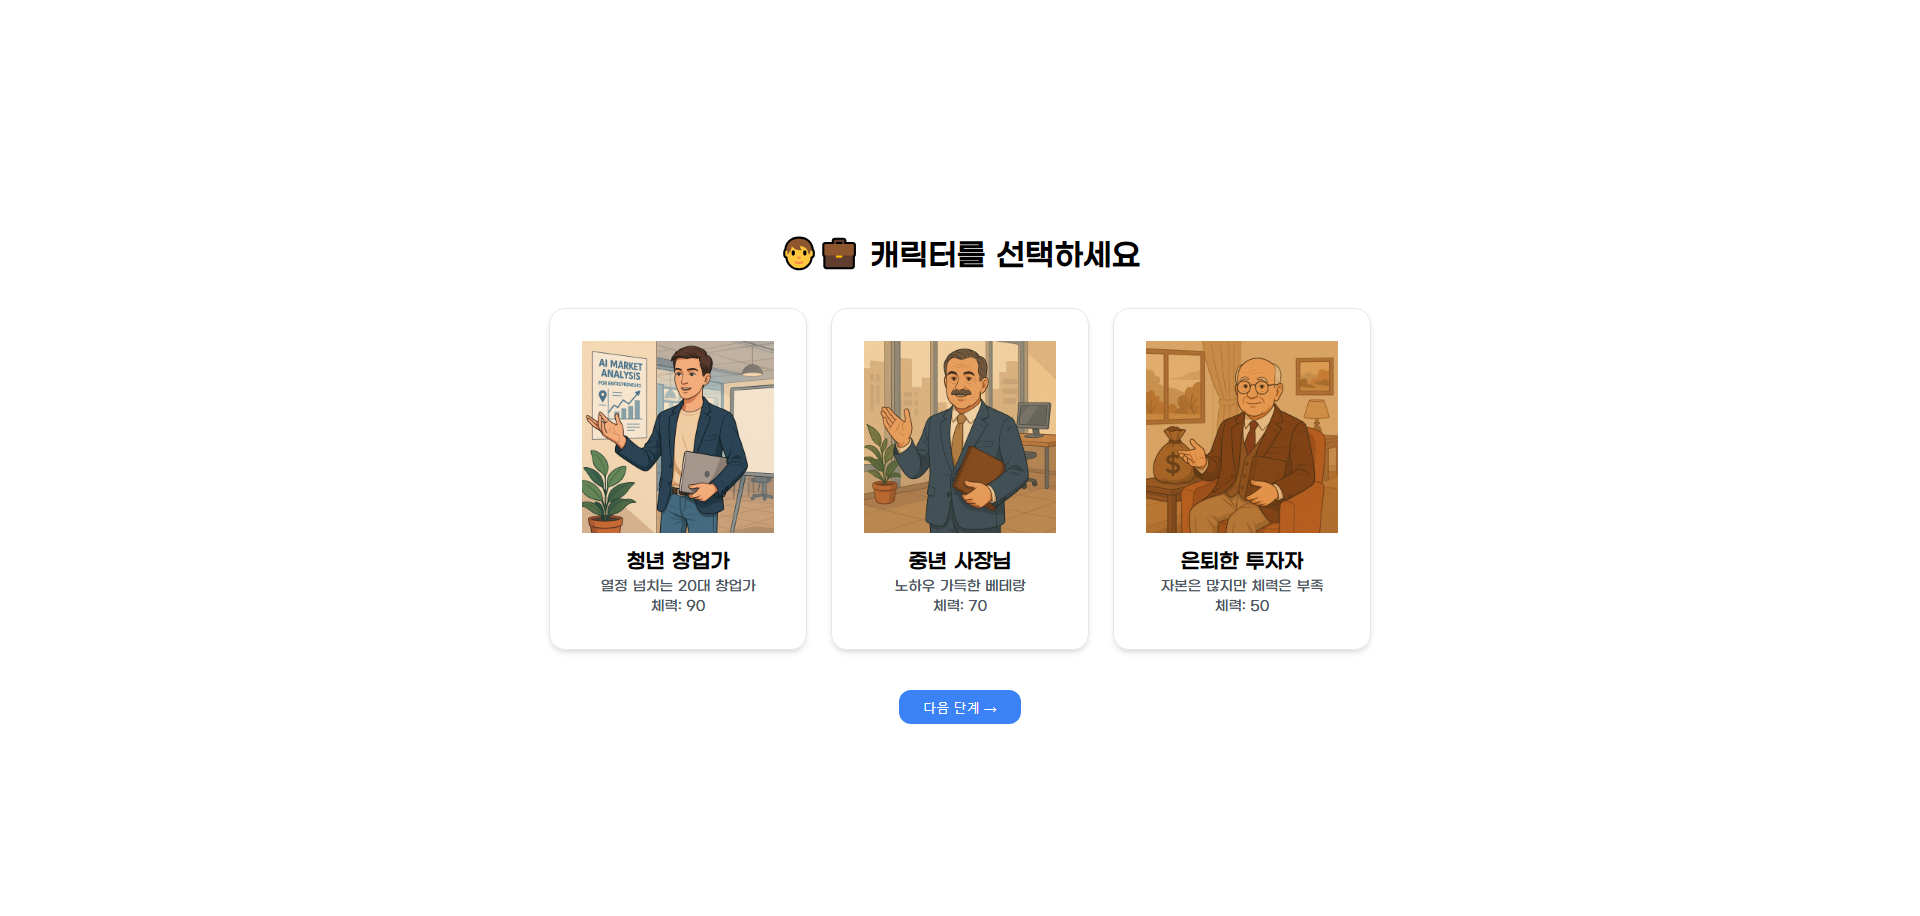 🧑💼 캐릭터를 선택하세요
AI MARKET
ANALYSIS
FOR ENTREPRENEURS
청년 창업가
열정 넘치는 20대 창업가
체력: 90
$
중년 사장님
노하우 가득한 베테랑
체력: 70
은퇴한 투자자
자본은 많지만 체력은 부족
체력: 50
다음 단계 →